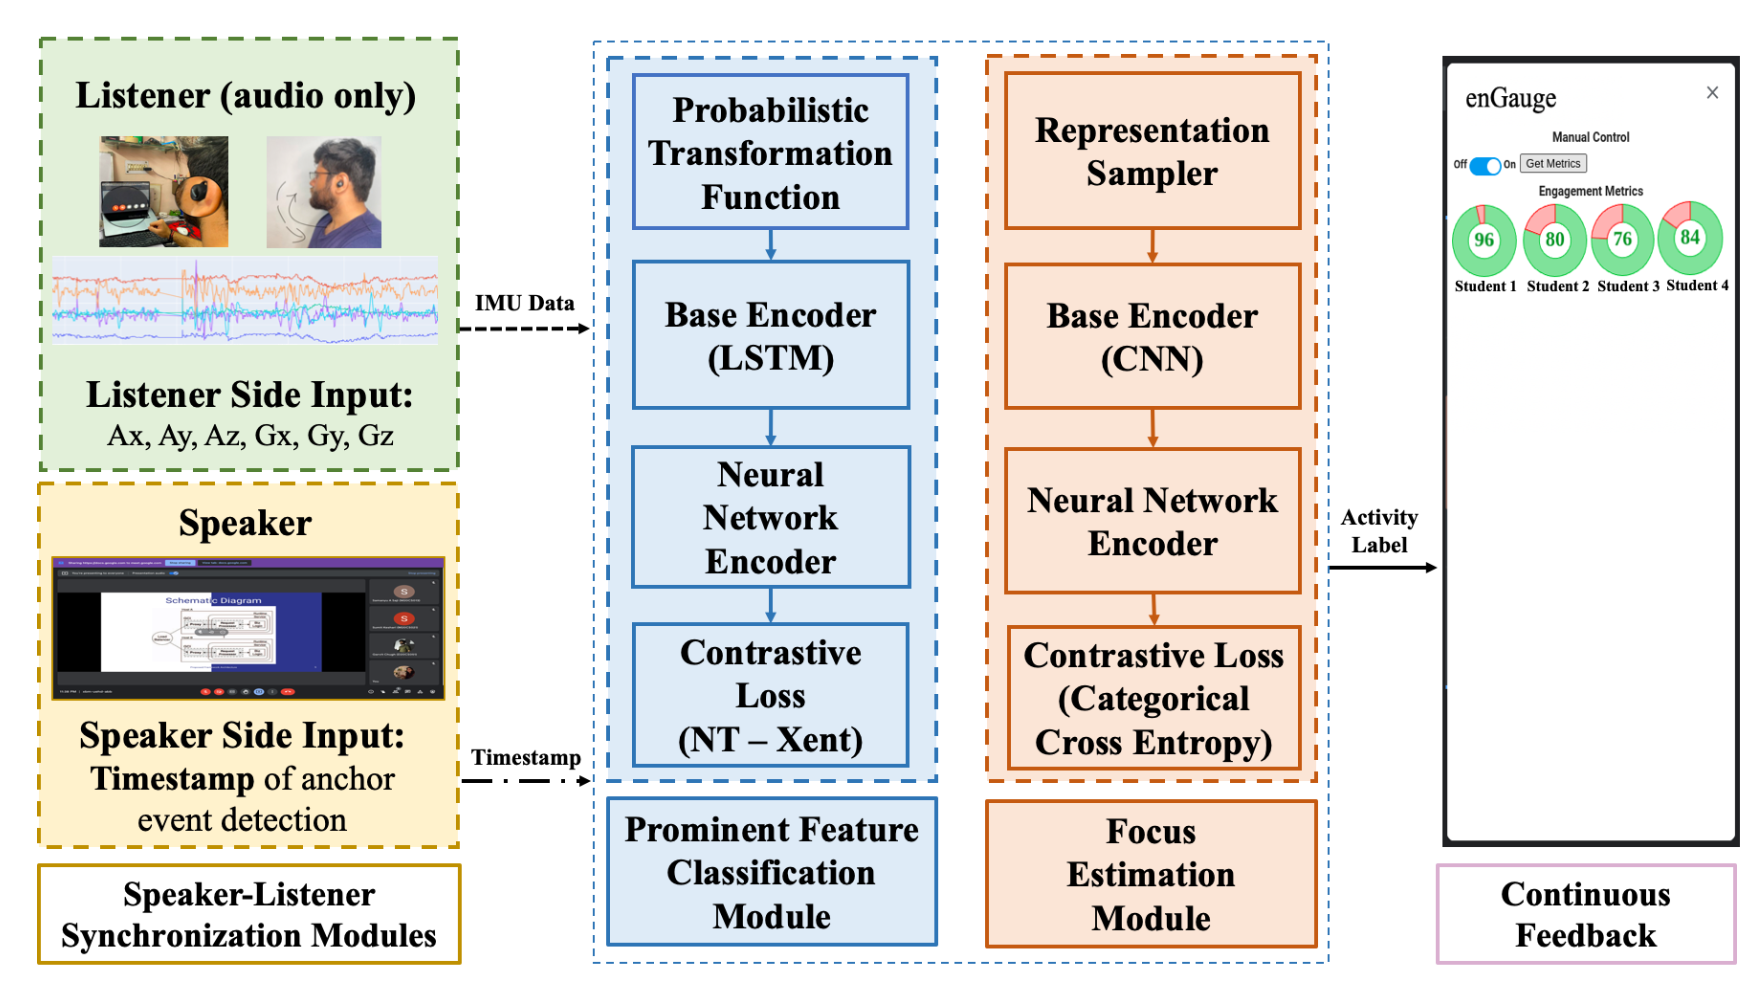 Listener (audio only)
Listener Side Input:
Ax, Ay, Az, Gx, Gy, Gz
Speaker
Schematic Diagram
Speaker Side Input:
Timestamp of anchor
event detection
Speaker-Listener
Synchronization Modules
IMU Data
Timestamp
Probabilistic
Transformation
Function
Base Encoder
(LSTM)
Neural
Network
Encoder
Contrastive
Loss
(NT – Xent)
Prominent Feature
Classification
Module
Representation
Sampler
Base Encoder
(CNN)
Neural Network
Encoder
Contrastive Loss
(Categorical
Cross Entropy)
Focus
Estimation
Module
Activity
Label
enGauge
Manual Control
Off On Get Metrics
Engagement Metrics
96 80 76 84
Student 1 Student 2 Student 3 Student 4
Continuous
Feedback